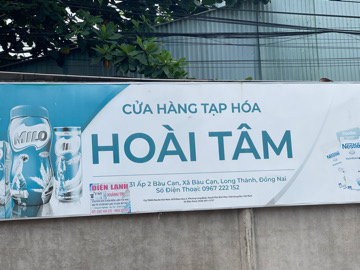 CỬA HÀNG TẠP HÓA
HOÀI TÂM
31 Ấp 2 Bàu Cạn, Xã Bàu Cạn, Long Thành, Đồng Nai
Số Điện Thoại: 0967 222 152
MILO
ĐIỆN LẠNH
Nestlé